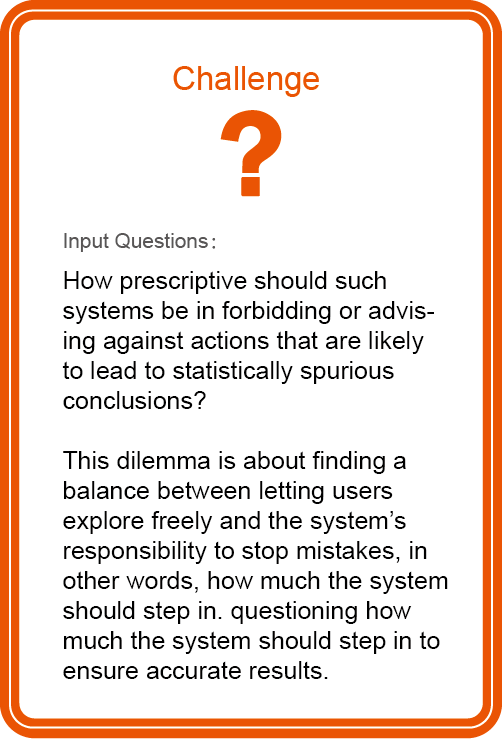 Challenge
?
Input Questions:
How prescriptive should such
systems be in forbidding or advis-
ing against actions that are likely
to lead to statistically spurious
conclusions?
This dilemma is about finding a
balance between letting users
explore freely and the system's
responsibility to stop mistakes, in
other words, how much the system
should step in. questioning how
much the system should step in to
ensure accurate results.